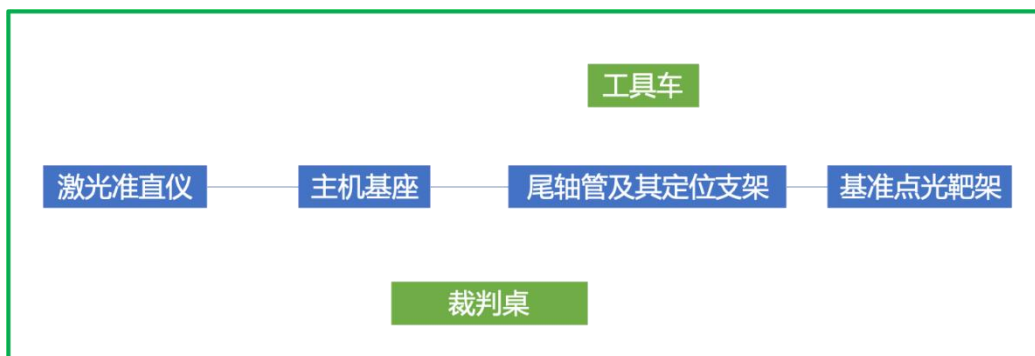 工具车
激光准直仪
主机基座
尾轴管及其定位支架
基准点光靶架
裁判桌